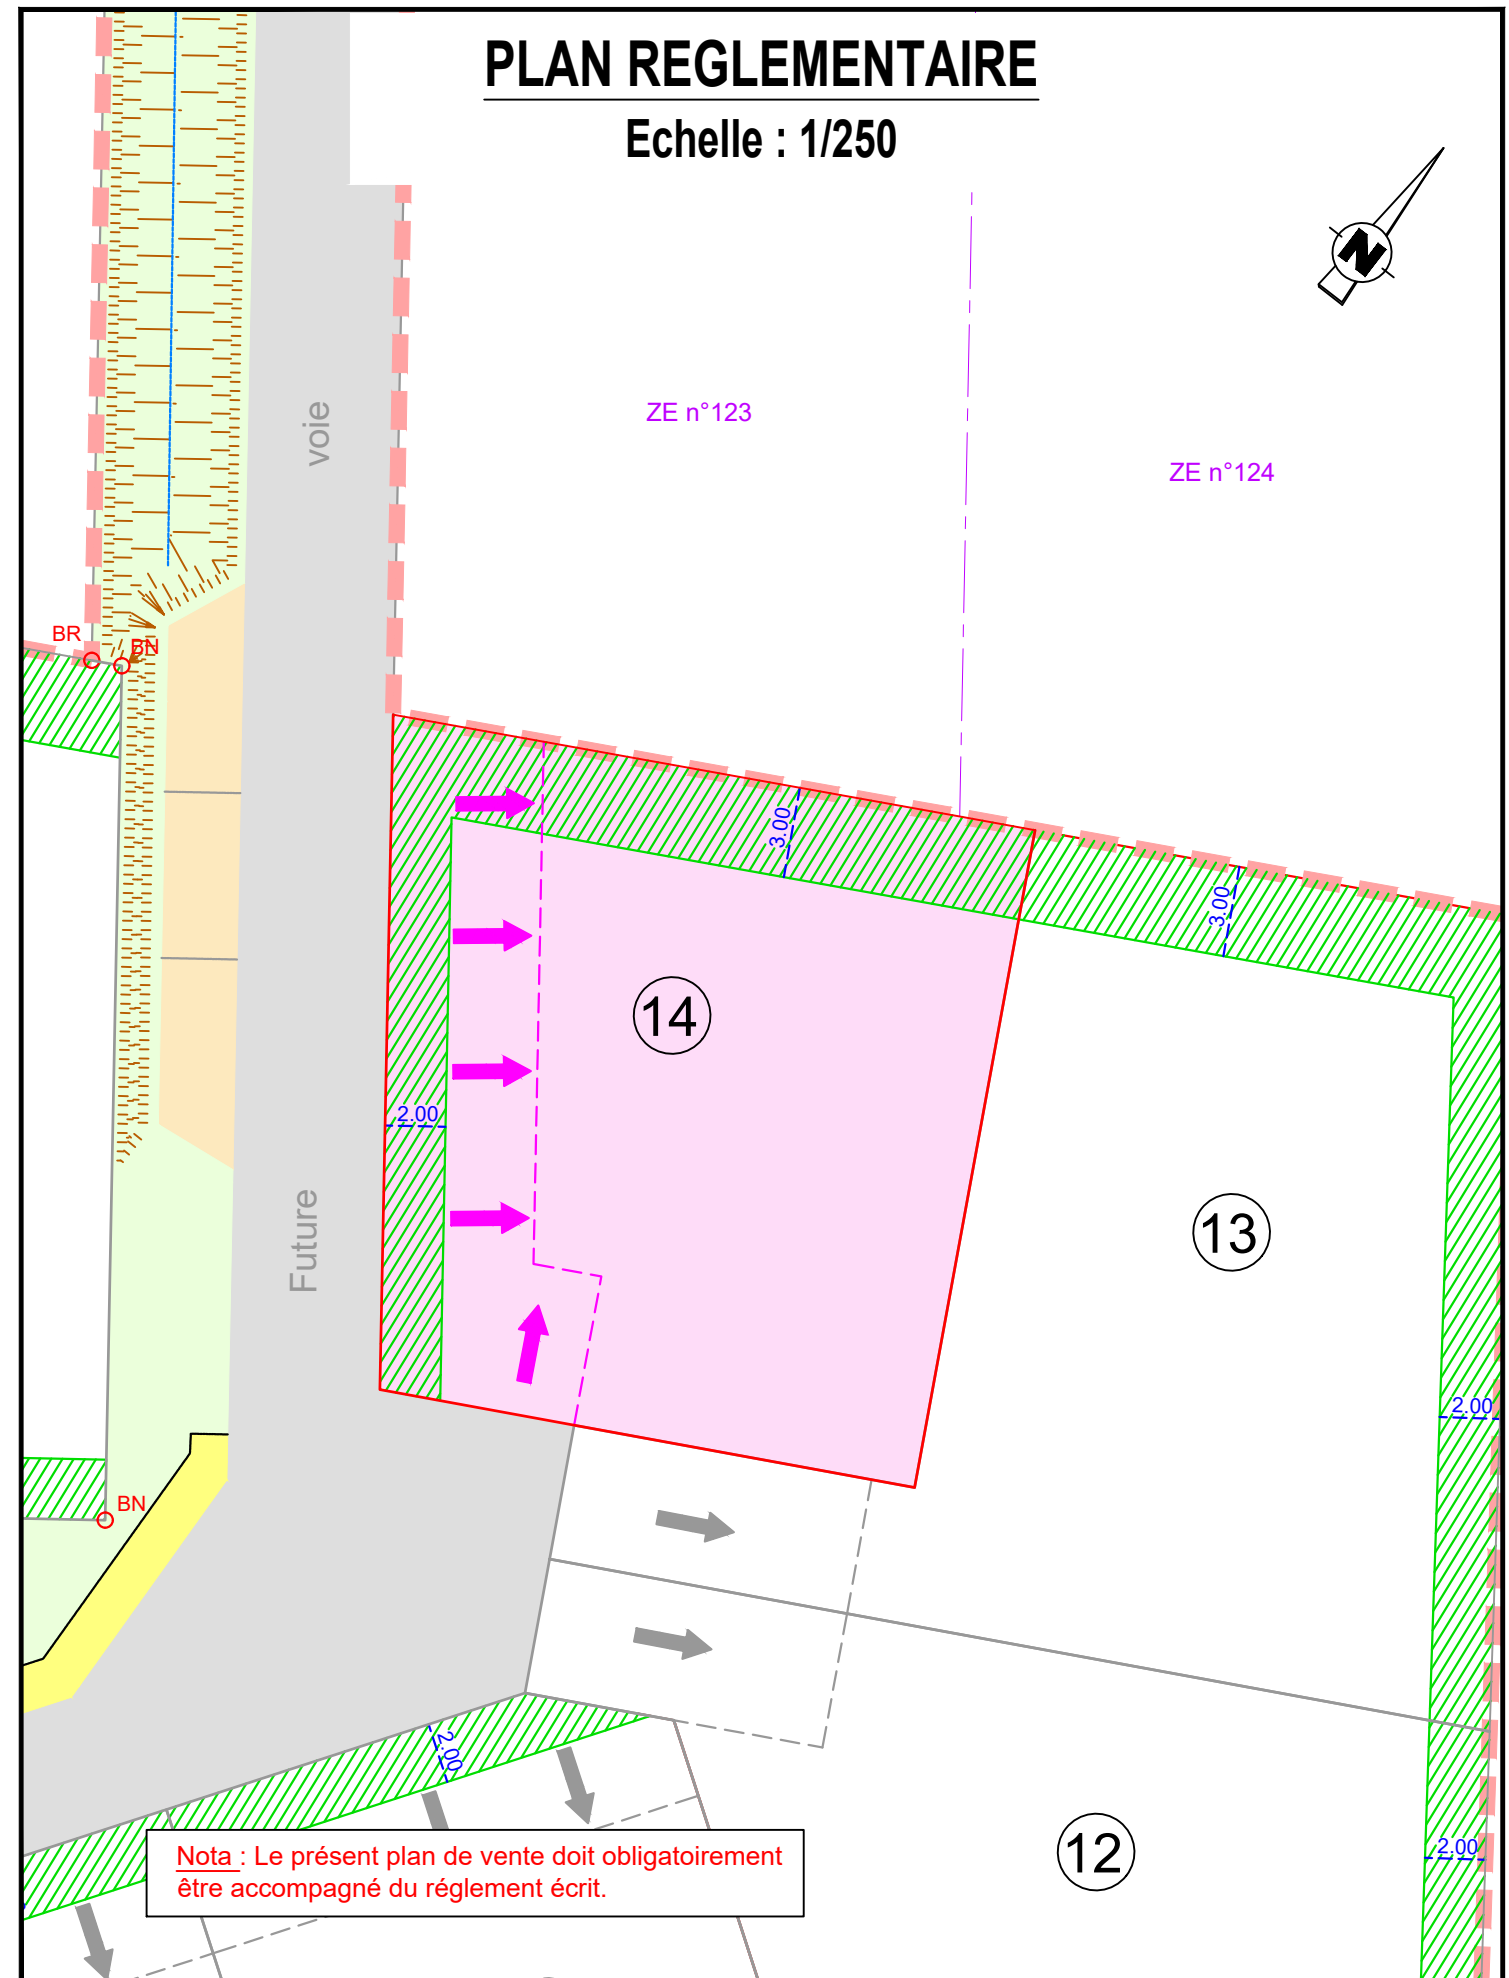 PLAN REGLEMENTAIRE
Echelle : 1/250
N
voie
ZE n°123
ZE n°124
BR
BN
3.00
3.00
14
2.00
13
Future
2.00
BN
2.00
12
2.00
Nota : Le présent plan de vente doit obligatoirement
être accompagné du réglement écrit.